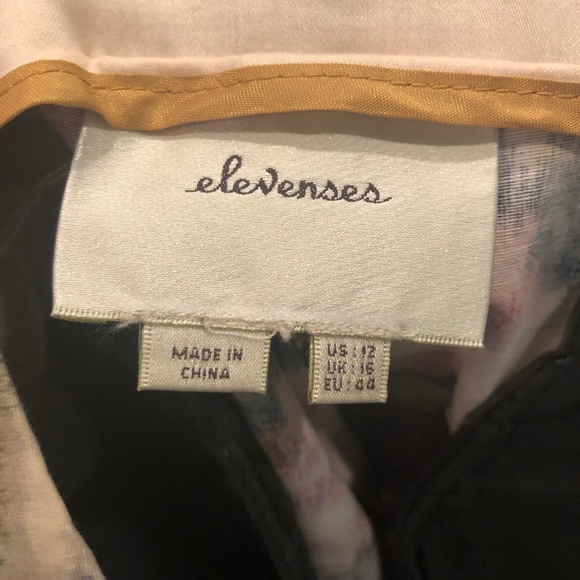 elevenses
MADE IN
CHINA
US : 12
UK : 16
EU : 44